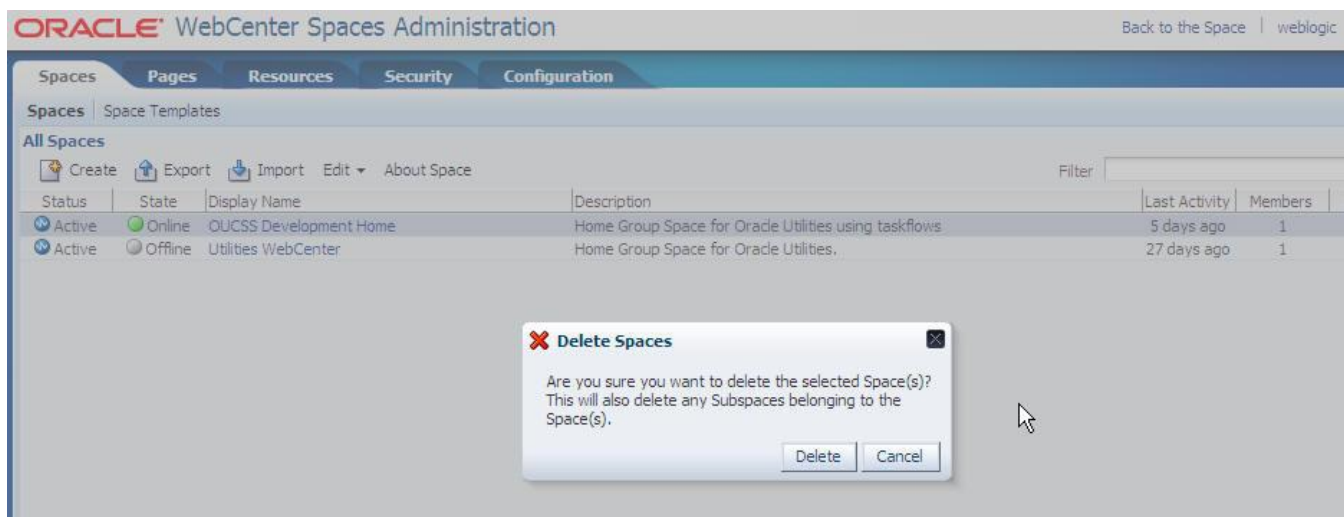 ORACLE WebCenter Spaces Administration Back to the Space | weblogic
Spaces Pages Resources Security Configuration
Spaces | Space Templates
All Spaces
Create Export Import Edit About Space Filter
Status State Display Name Description Last Activity Members
Active Online OUCSS Development Home Home Group Space for Oracle Utilities using taskflows 5 days ago 1
Active Offline Utilities WebCenter Home Group Space for Oracle Utilities. 27 days ago 1
Delete Spaces
Are you sure you want to delete the selected Space(s)?
This will also delete any Subspaces belonging to the
Space(s).
Delete Cancel